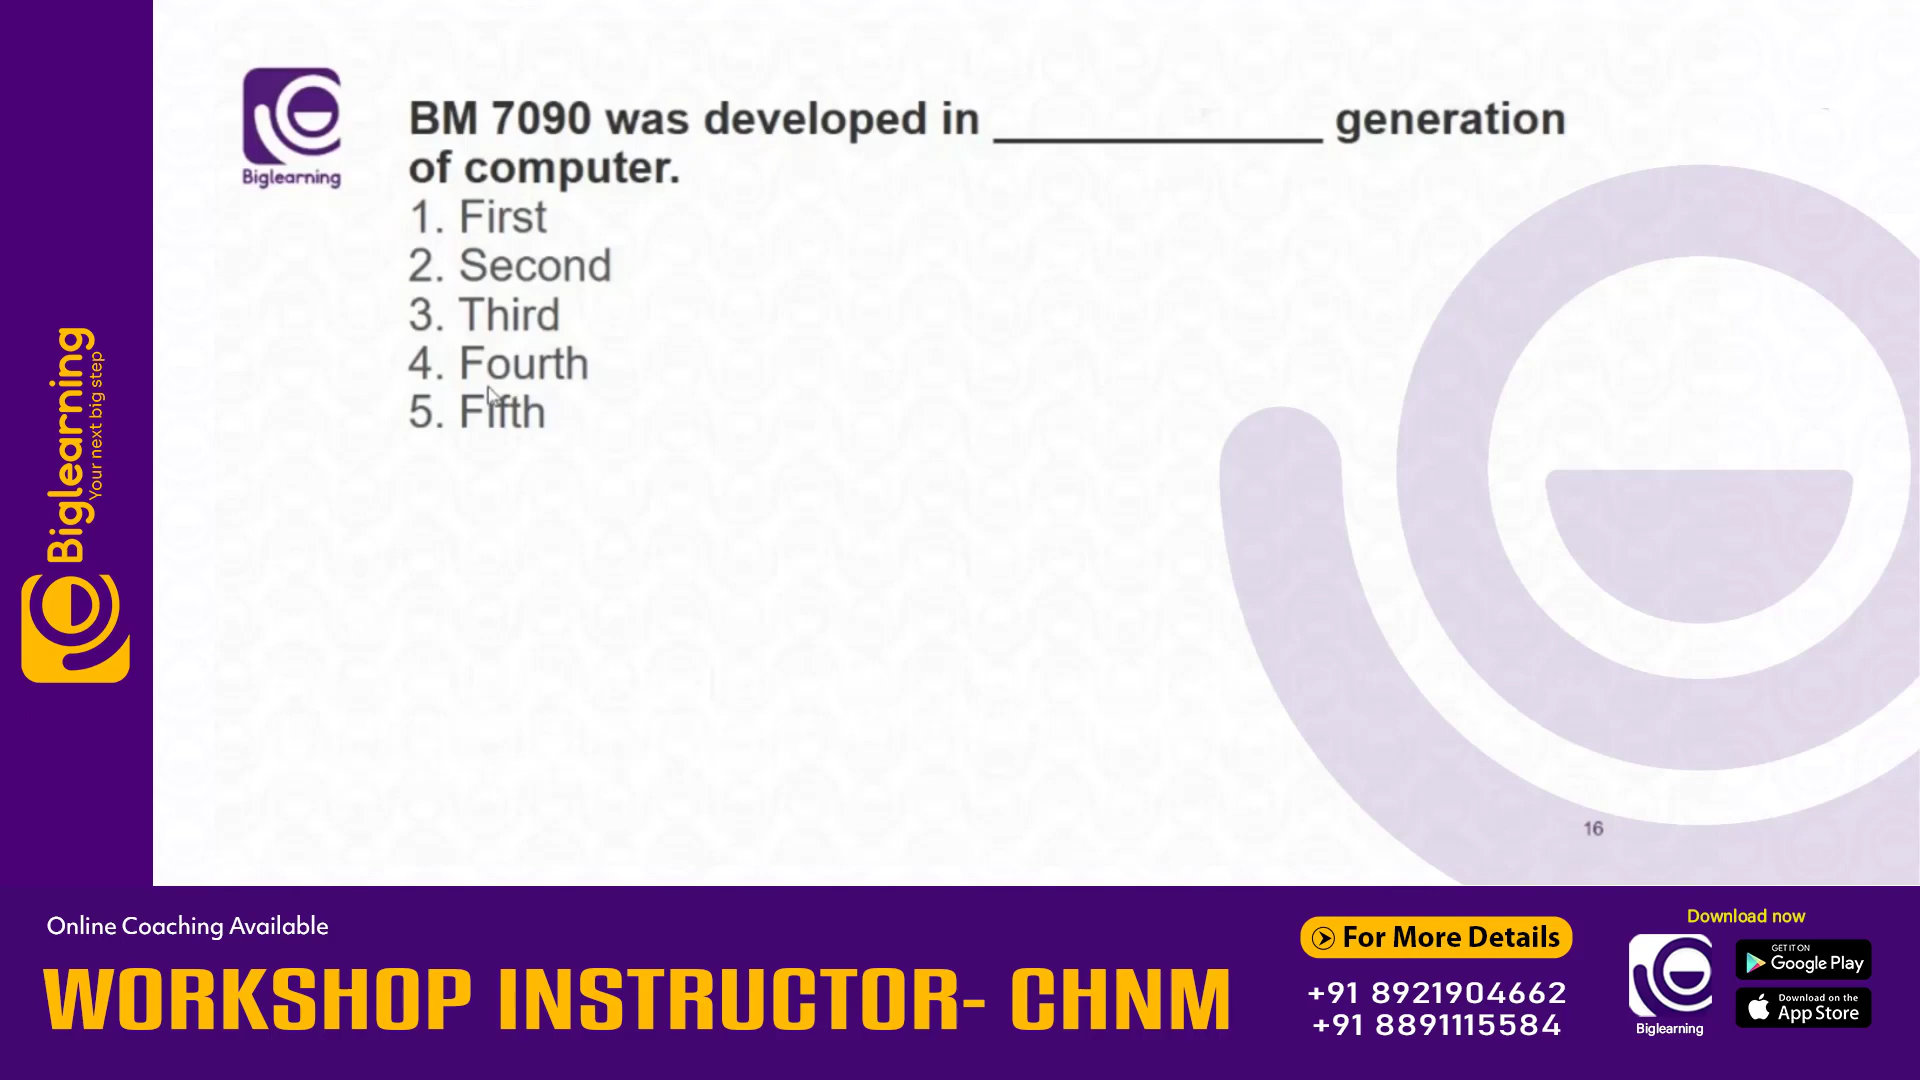 Biglearning
BM 7090 was developed in ______________ generation
of computer.
1. First
2. Second
3. Third
4. Fourth
5. Fifth
16
Biglearning
Your next big step
Online Coaching Available
WORKSHOP INSTRUCTOR- CHNM
For More Details
+91 8921904662
+91 8891115584
Download now
Biglearning
GET IT ON
Google Play
Download on the
App Store